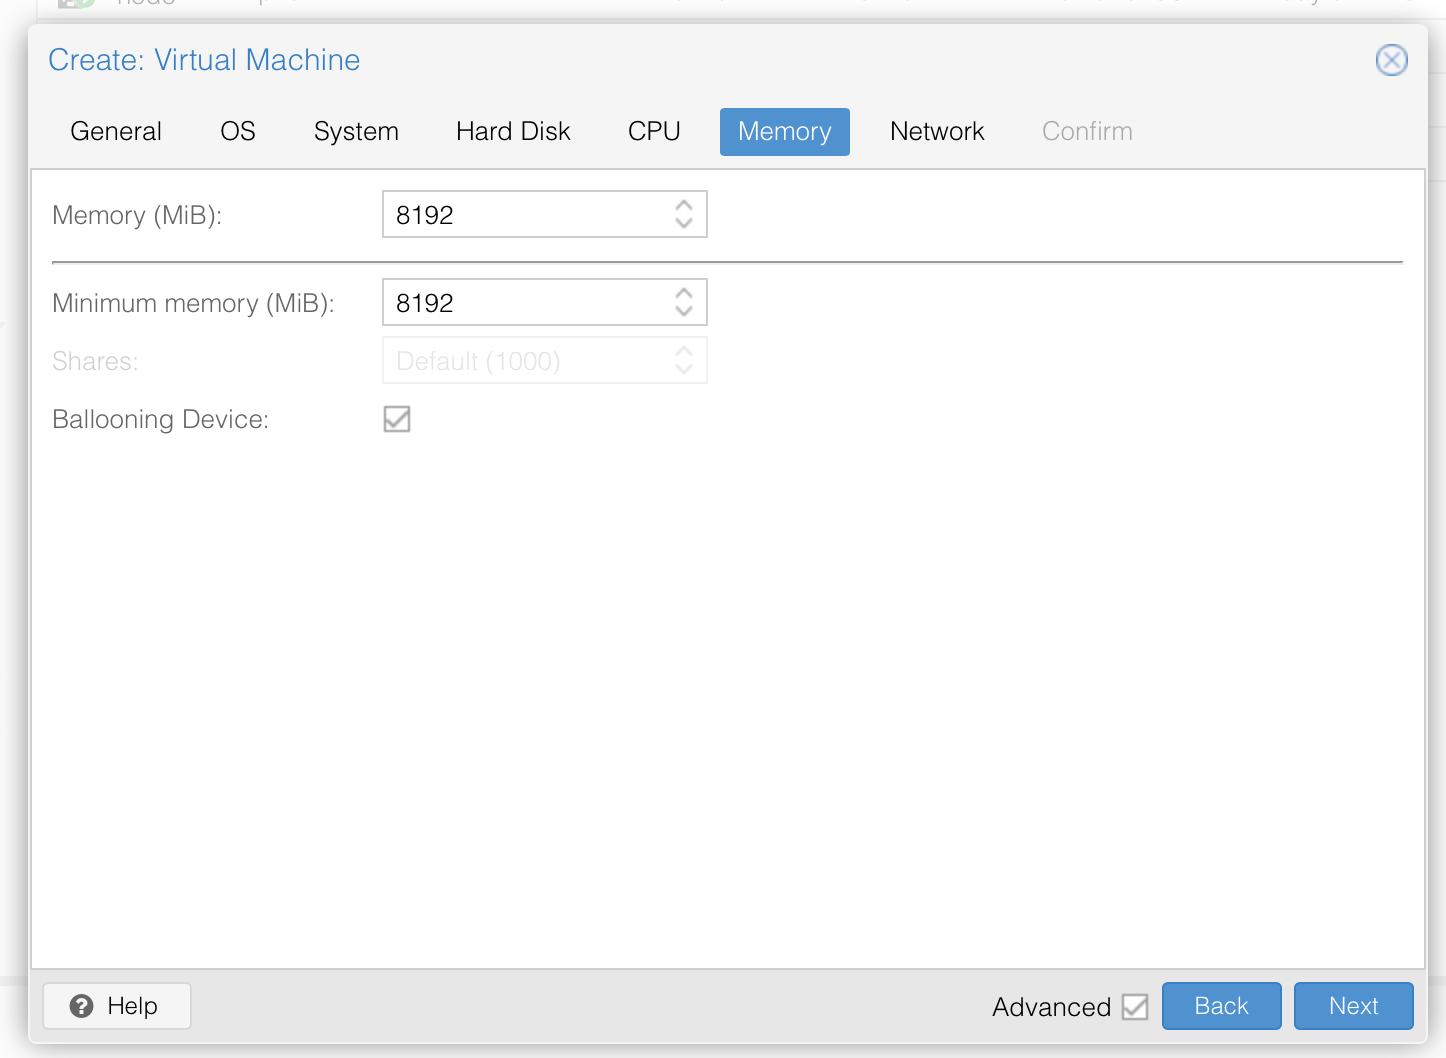 Create: Virtual Machine
General OS System Hard Disk CPU Memory Network Confirm
Memory (MiB): 8192
Minimum memory (MiB): 8192
Shares: Default (1000)
Ballooning Device:
Help Advanced Back Next